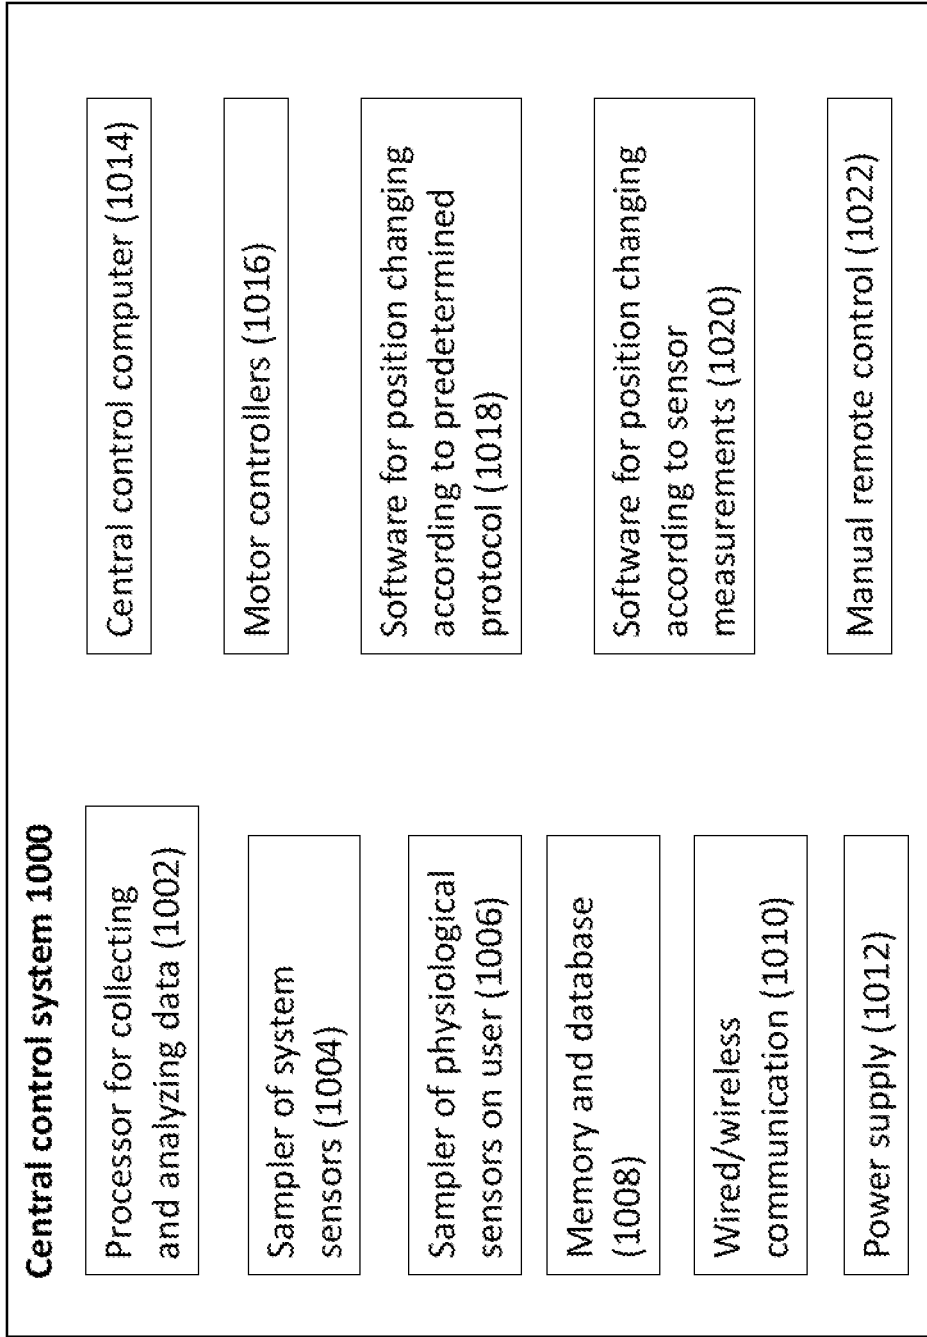 Central control system 1000
Processor for collecting
and analyzing data (1002)
Sampler of system
sensors (1004)
Sampler of physiological
sensors on user (1006)
Memory and database
(1008)
Wired/wireless
communication (1010)
Power supply (1012)
Central control computer (1014)
Motor controllers (1016)
Software for position changing
according to predetermined
protocol (1018)
Software for position changing
according to sensor
measurements (1020)
Manual remote control (1022)